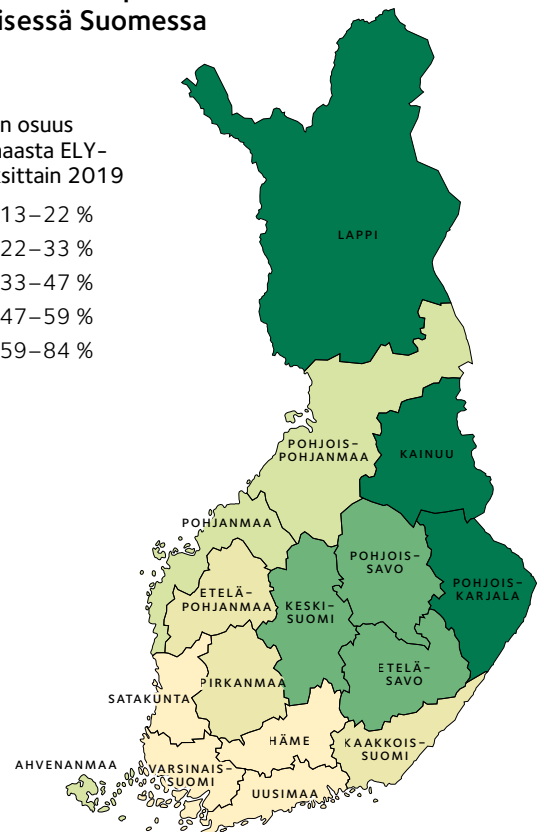 isessä Suomessa
n osuus
aasta ELY-
sittain 2019
13–22 %
22–33 %
33–47 %
47–59 %
59–84 %
LAPPI
POHJOIS-
POHJANMAA
KAINUU
POHJANMAA
POHJOIS-
SAVO
POHJOIS-
KARJALA
ETELÄ-
POHJANMAA
KESKI-
SUOMI
ETELÄ-
SAVO
PIRKANMAA
SATAKUNTA
HÄME
KAAKKOIS-
SUOMI
AHVENANMAA
VARSINAIS-
SUOMI
UUSIMAA